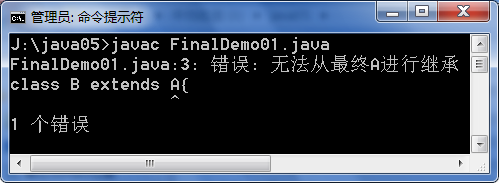 管理员: 命令提示符
J:\java05>javac FinalDemo01.java
FinalDemo01.java:3: 错误: 无法从最终A进行继承
class B extends A{
^
1 个错误